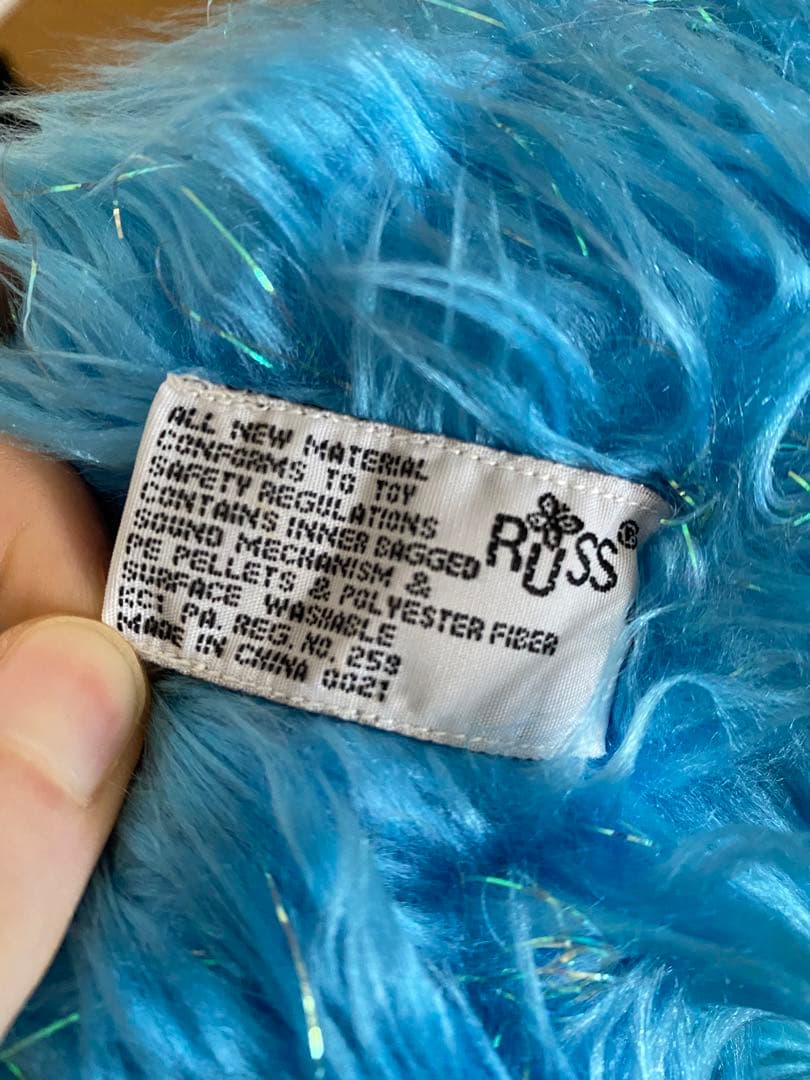 ALL NEW MATERIAL
CONFORMS TO TOY
SAFETY REGULATIONS
CONTAINS INNER BAGGED
SOUND MECHANISM &
PE PELLETS & POLYESTER FIBER
SURFACE WASHABLE
REG. NO. 259
MADE IN CHINA 0021
RUSS®